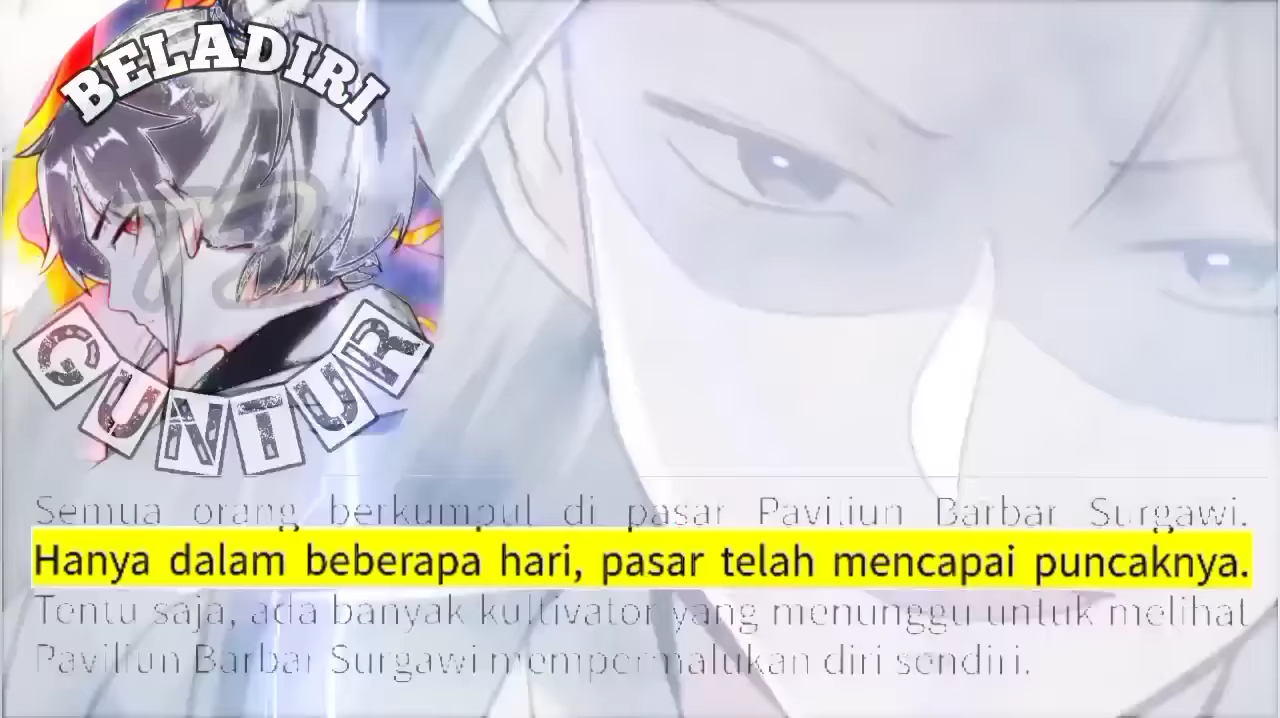 BELADIRI
GUNTUR
Semua orang berkumpul di pasar Paviliun Barbar Surgawi.
Hanya dalam beberapa hari, pasar telah mencapai puncaknya.
Tentu saja, ada banyak kultivator yang menunggu untuk melihat
Paviliun Barbar Surgawi mempermalukan diri sendiri.